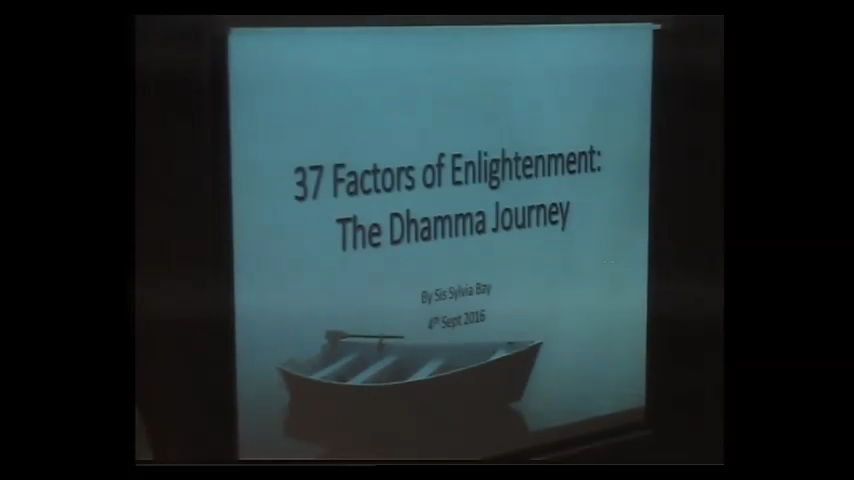 37 Factors of Enlightenment:
The Dhamma Journey
By Sis Sylvia Bay
4th Sept 2016